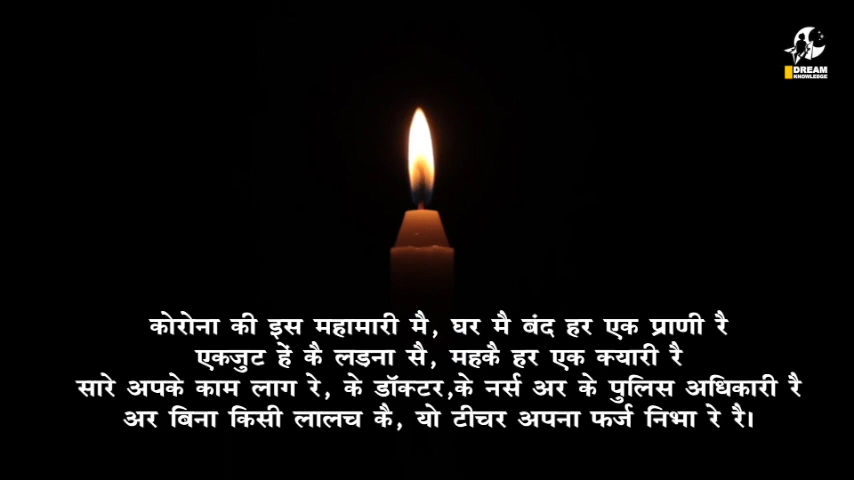 DREAM
KNOWLEDGE
कोरोना की इस महामारी मै, घर मै बंद हर एक प्राणी रै
एकजुट हें कै लडना सै, महकै हर एक क्यारी रै
सारे अपके काम लाग रे, के डॉक्टर,के नर्स अर के पुलिस अधिकारी रै
अर बिना किसी लालच कै, यो टीचर अपना फर्ज निभा रे रै।